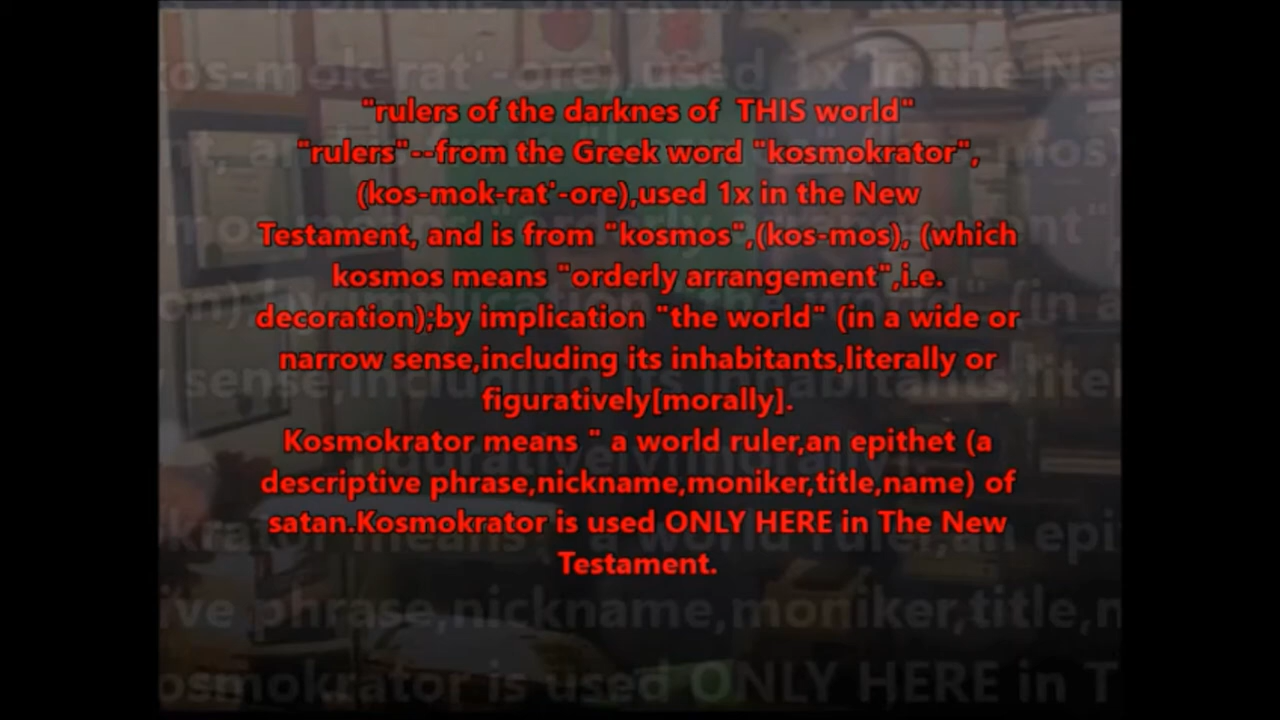 "rulers of the darknes of  THIS world"
"rulers"--from the Greek word "kosmokrator",
(kos-mok-rat'-ore),used 1x in the New
Testament, and is from "kosmos",(kos-mos), (which
kosmos means "orderly arrangement",i.e.
decoration);by implication "the world" (in a wide or
narrow sense,including its inhabitants,literally or
figuratively[morally].
Kosmokrator means " a world ruler,an epithet (a
descriptive phrase,nickname,moniker,title,name) of
satan.Kosmokrator is used ONLY HERE in The New
Testament.